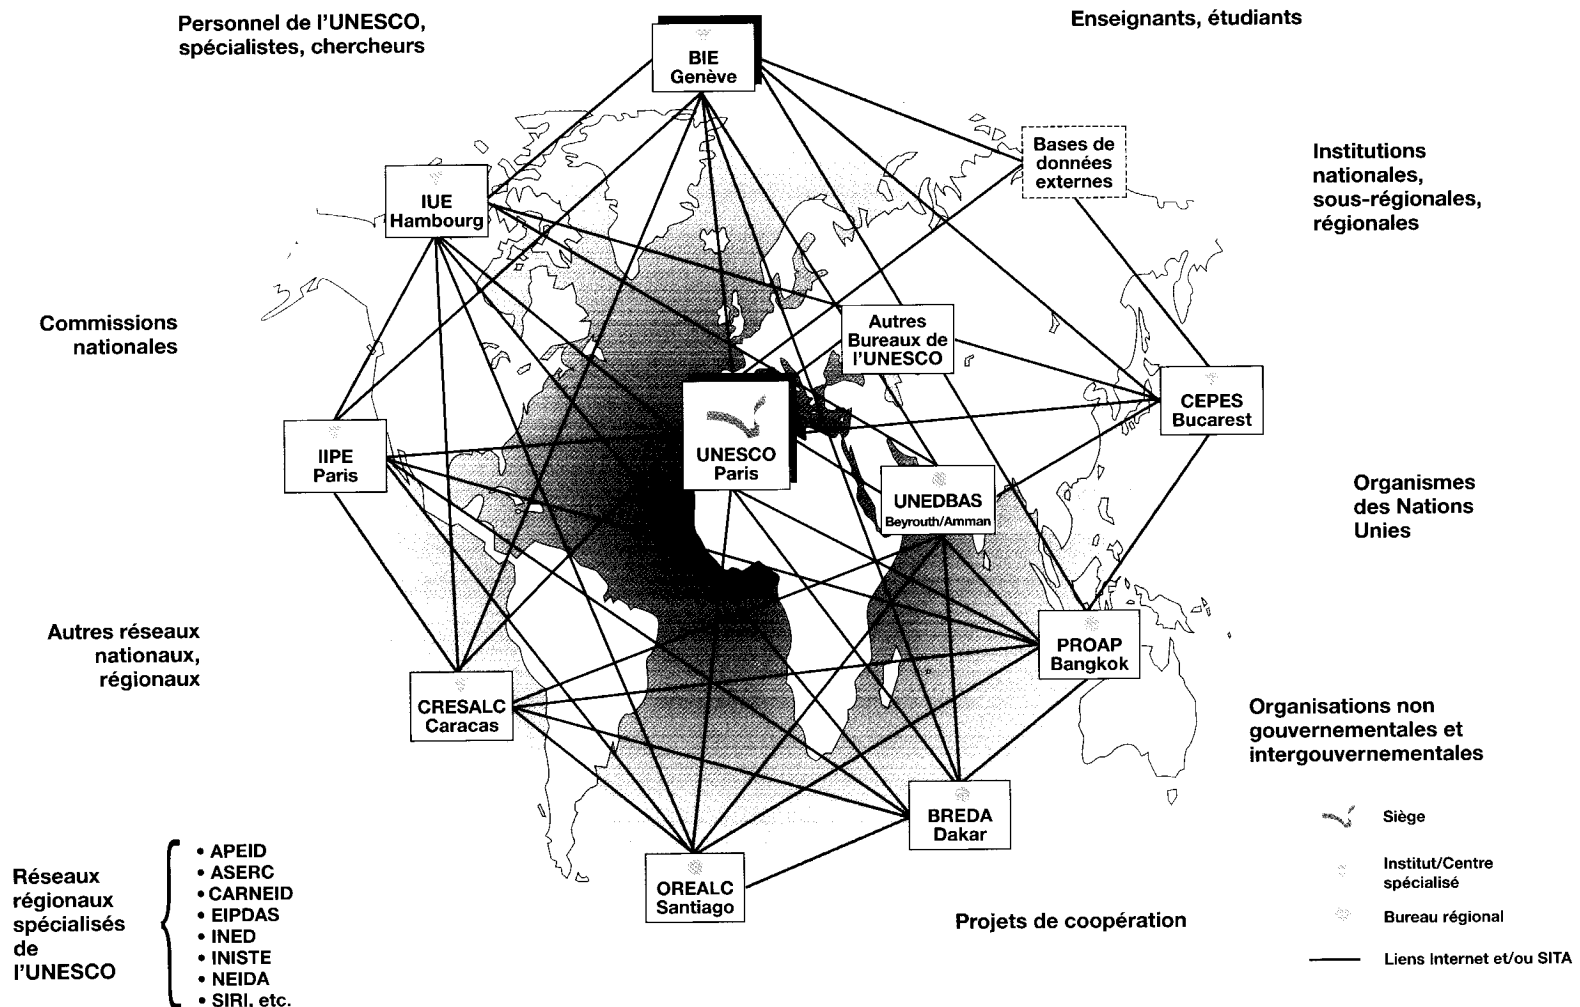 Personnel de l'UNESCO,
spécialistes, chercheurs
Enseignants, étudiants
BIE
Genève
Bases de
données
externes
Institutions
nationales,
sous-régionales,
régionales
IUE
Hambourg
Commissions
nationales
Autres
Bureaux de
l'UNESCO
CEPES
Bucarest
IIPE
Paris
UNESCO
Paris
UNEDBAS
Beyrouth/Amman
Organismes
des Nations
Unies
Autres réseaux
nationaux,
régionaux
PROAP
Bangkok
CRESALC
Caracas
Organisations non
gouvernementales et
intergouvernementales
BREDA
Dakar
OREALC
Santiago
Projets de coopération
Réseaux
régionaux
spécialisés
de
l'UNESCO
• APEID
• ASERC
• CARNEID
• EIPDAS
• INED
• INISTE
• NEIDA
• SIRI, etc.
Siège
Institut/Centre
spécialisé
Bureau régional
Liens Internet et/ou SITA